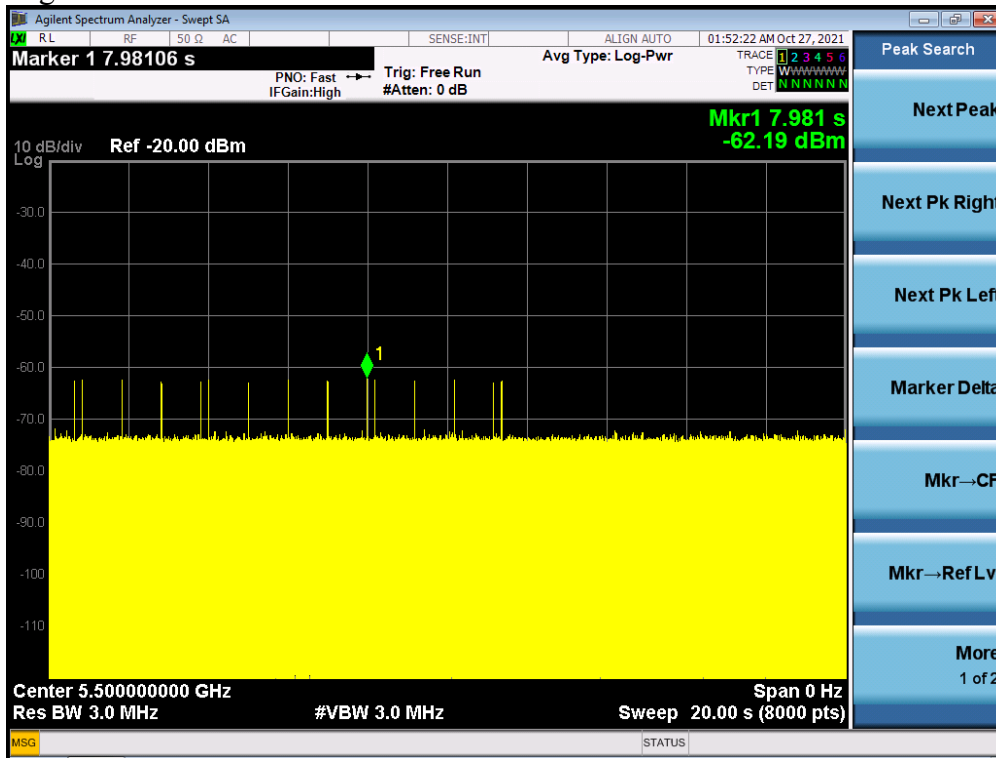 Agilent Spectrum Analyzer - Swept SA
LXI RL RF 50 Ω AC SENSE:INT ALIGN AUTO 01:52:22 AM Oct 27, 2021
Marker 1 7.98106 s
PNO: Fast
IFGain:High
Trig: Free Run
#Atten: 0 dB
Avg Type: Log-Pwr
TRACE 1 2 3 4 5 6
TYPE WWWWWW
DET N N N N N N
Mkr1 7.981 s
-62.19 dBm
10 dB/div Ref -20.00 dBm
Log
-30.0
-40.0
-50.0
-60.0
-70.0
-80.0
-90.0
-100
-110
1
Center 5.500000000 GHz Span 0 Hz
Res BW 3.0 MHz #VBW 3.0 MHz Sweep 20.00 s (8000 pts)
MSG STATUS
Peak Search
Next Peak
Next Pk Right
Next Pk Left
Marker Delta
Mkr→CF
Mkr→Ref Lv
More
1 of 2